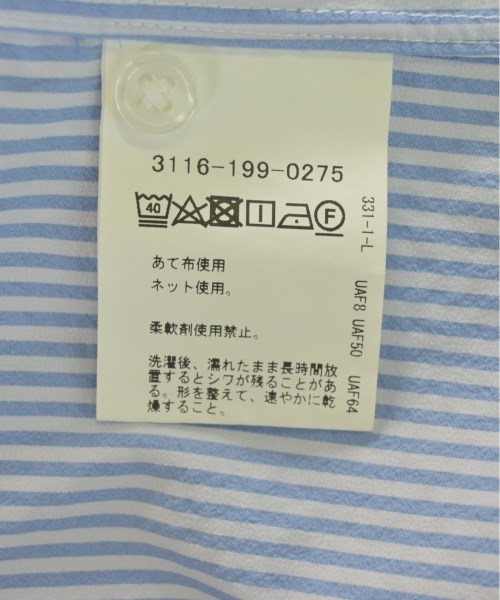 3116-199-0275
40 F
あて布使用
ネット使用。
柔軟剤使用禁止。
洗濯後、濡れたまま長時間放
置するとシワが残ることがあ
る。形を整えて、速やかに乾
燥すること。
331-1-L
UAF8 UAF50 UAF64